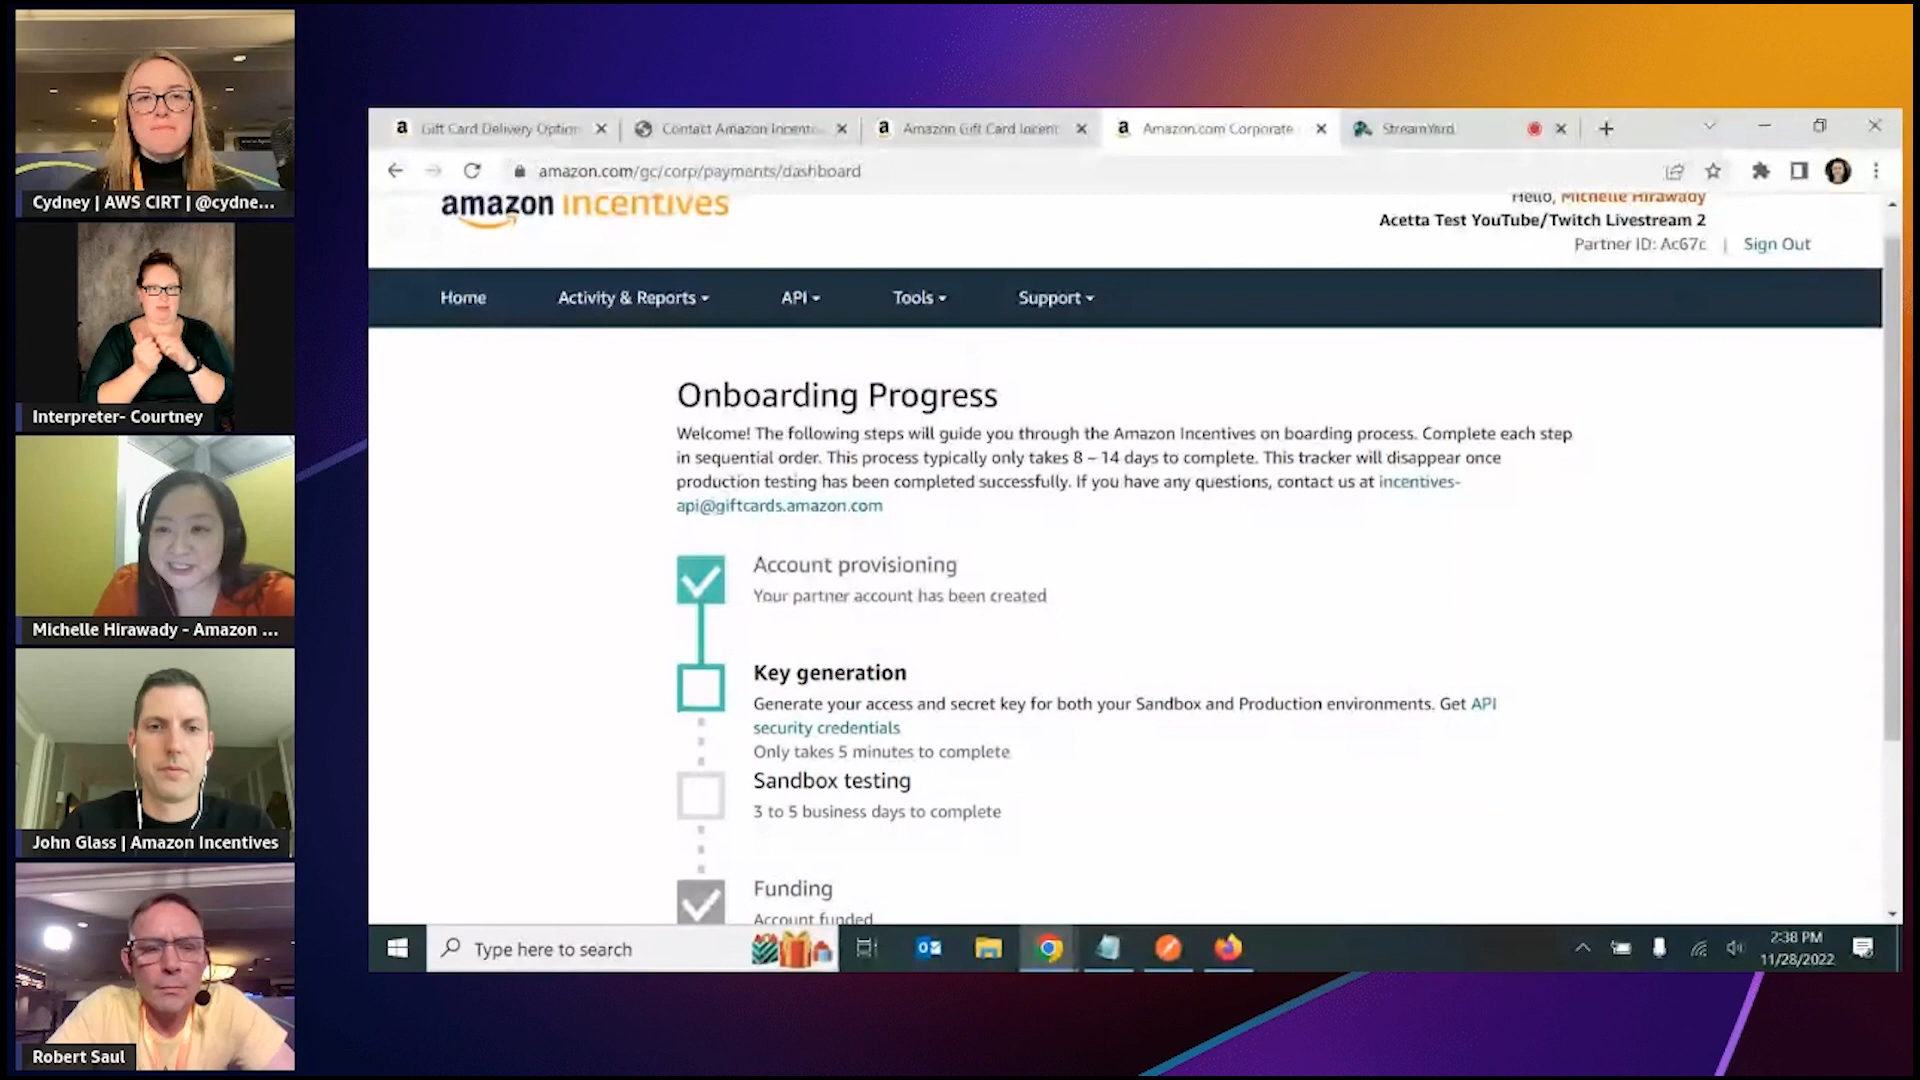 Cydney | AWS CIRT | @cydne...
Interpreter- Courtney
Michelle Hirawady - Amazon ...
John Glass | Amazon Incentives
Robert Saul
Gift Card Delivery Option
Contact Amazon Incent
Amazon Gift Card Incent
Amazon.com Corporate
StreamYard
amazon.com/gc/corp/payments/dashboard
amazon incentives
Hello, Michelle Hirawady
Acetta Test YouTube/Twitch Livestream 2
Partner ID: Ac67c | Sign Out
Home Activity & Reports API Tools Support
Onboarding Progress
Welcome! The following steps will guide you through the Amazon Incentives on boarding process. Complete each step
in sequential order. This process typically only takes 8 – 14 days to complete. This tracker will disappear once
production testing has been completed successfully. If you have any questions, contact us at incentives-
api@giftcards.amazon.com
Account provisioning
Your partner account has been created
Key generation
Generate your access and secret key for both your Sandbox and Production environments. Get API
security credentials
Only takes 5 minutes to complete
Sandbox testing
3 to 5 business days to complete
Funding
Account funded
Type here to search
2:38 PM
11/28/2022